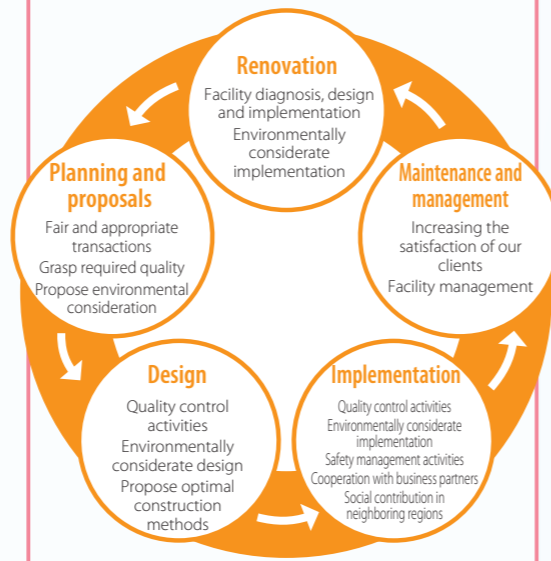 Renovation
Facility diagnosis, design
and implementation
Environmentally
considerate
implementation
Planning and
proposals
Fair and appropriate
transactions
Grasp required quality
Propose environmental
consideration
Maintenance and
management
Increasing the
satisfaction of our
clients
Facility management
Design
Quality control
activities
Environmentally
considerate design
Propose optimal
construction
methods
Implementation
Quality control activities
Environmentally considerate
implementation
Safety management activities
Cooperation with business partners
Social contribution in
neighboring regions